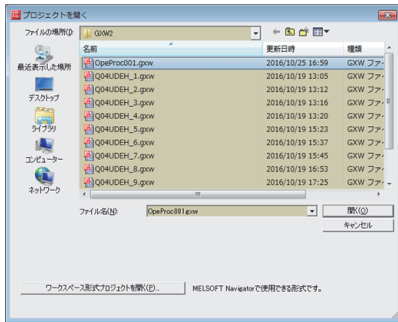 プロジェクトを開く
ファイルの場所(I): GXW2
名前 更新日時 種類
OpeProc001.gxw 2016/10/25 16:59 GXW ファ
Q04UDEH_1.gxw 2016/10/19 13:05 GXW ファ
Q04UDEH_2.gxw 2016/10/19 13:12 GXW ファ
Q04UDEH_3.gxw 2016/10/19 13:16 GXW ファ
Q04UDEH_4.gxw 2016/10/19 13:20 GXW ファ
Q04UDEH_5.gxw 2016/10/19 15:23 GXW ファ
Q04UDEH_6.gxw 2016/10/19 15:37 GXW ファ
Q04UDEH_7.gxw 2016/10/19 15:45 GXW ファ
Q04UDEH_8.gxw 2016/10/19 16:53 GXW ファ
Q04UDEH_9.gxw 2016/10/19 17:25 GXW ファ
最近表示した場所
デスクトップ
ライブラリ
コンピューター
ネットワーク
ファイル名(N): OpeProc001.gxw 開く(O)
キャンセル
ワークスペース形式プロジェクトを開く(P)... MELSOFT Navigatorで使用できる形式です。